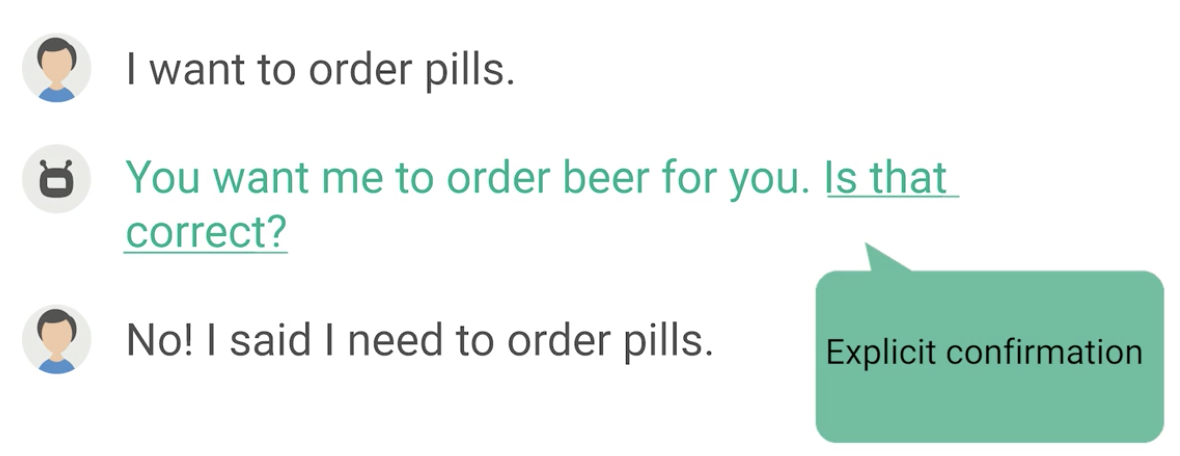 I want to order pills.
You want me to order beer for you. Is that
correct?
No! I said I need to order pills.
Explicit confirmation